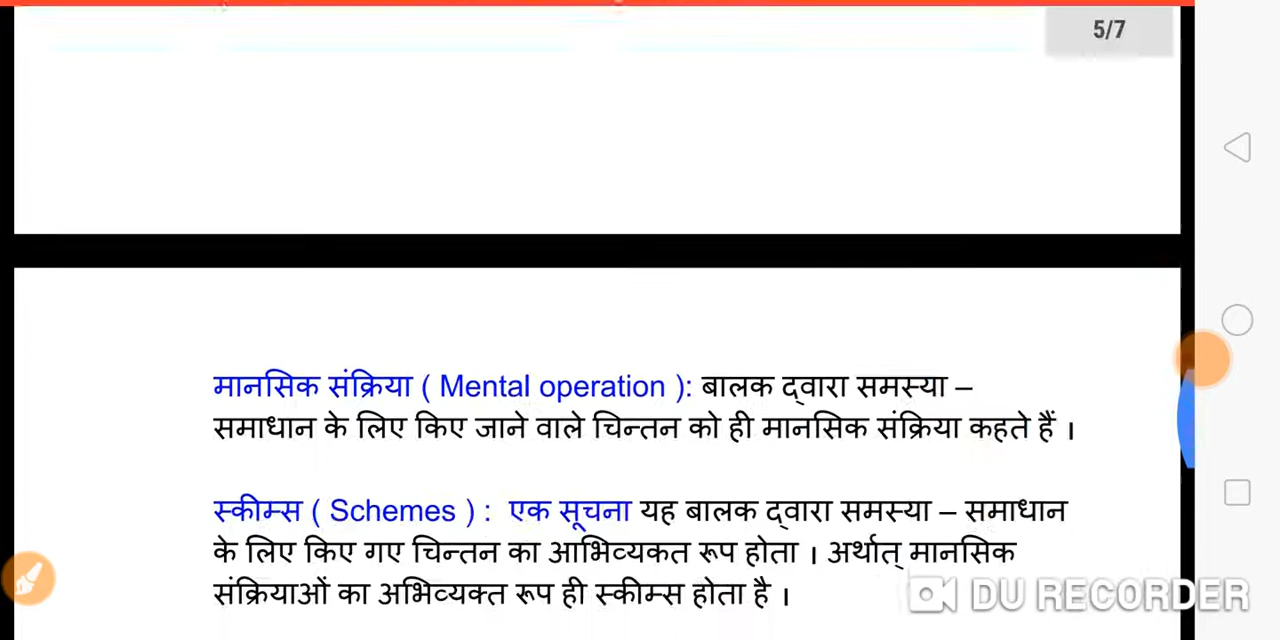 5/7
मानसिक संक्रिया ( Mental operation ): बालक द्वारा समस्या –
समाधान के लिए किए जाने वाले चिन्तन को ही मानसिक संक्रिया कहते हैं ।
स्कीम्स ( Schemes ) : एक सूचना यह बालक द्वारा समस्या – समाधान
के लिए किए गए चिन्तन का आभिव्यकत रूप होता । अर्थात् मानसिक
संक्रियाओं का अभिव्यक्त रूप ही स्कीम्स होता है ।
DU RECORDER